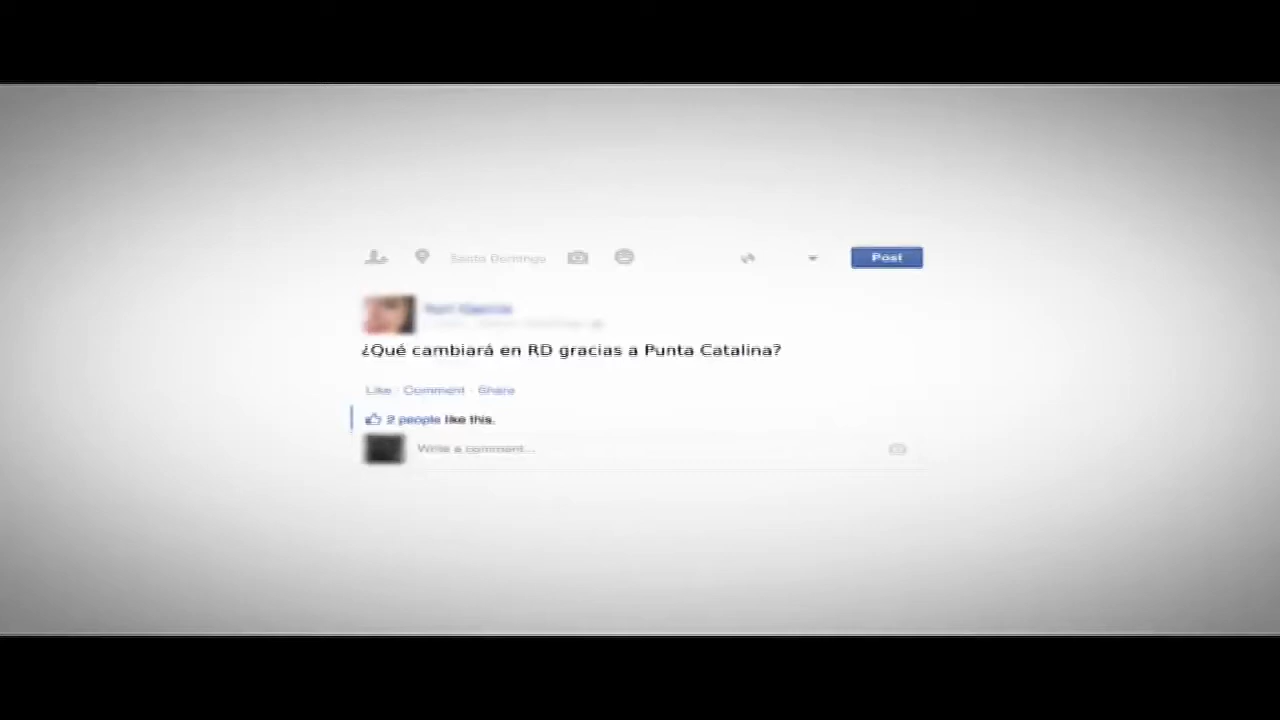 Santo Domingo
Post
¿Qué cambiará en RD gracias a Punta Catalina?
Like · Comment · Share
2 people like this.
Write a comment...